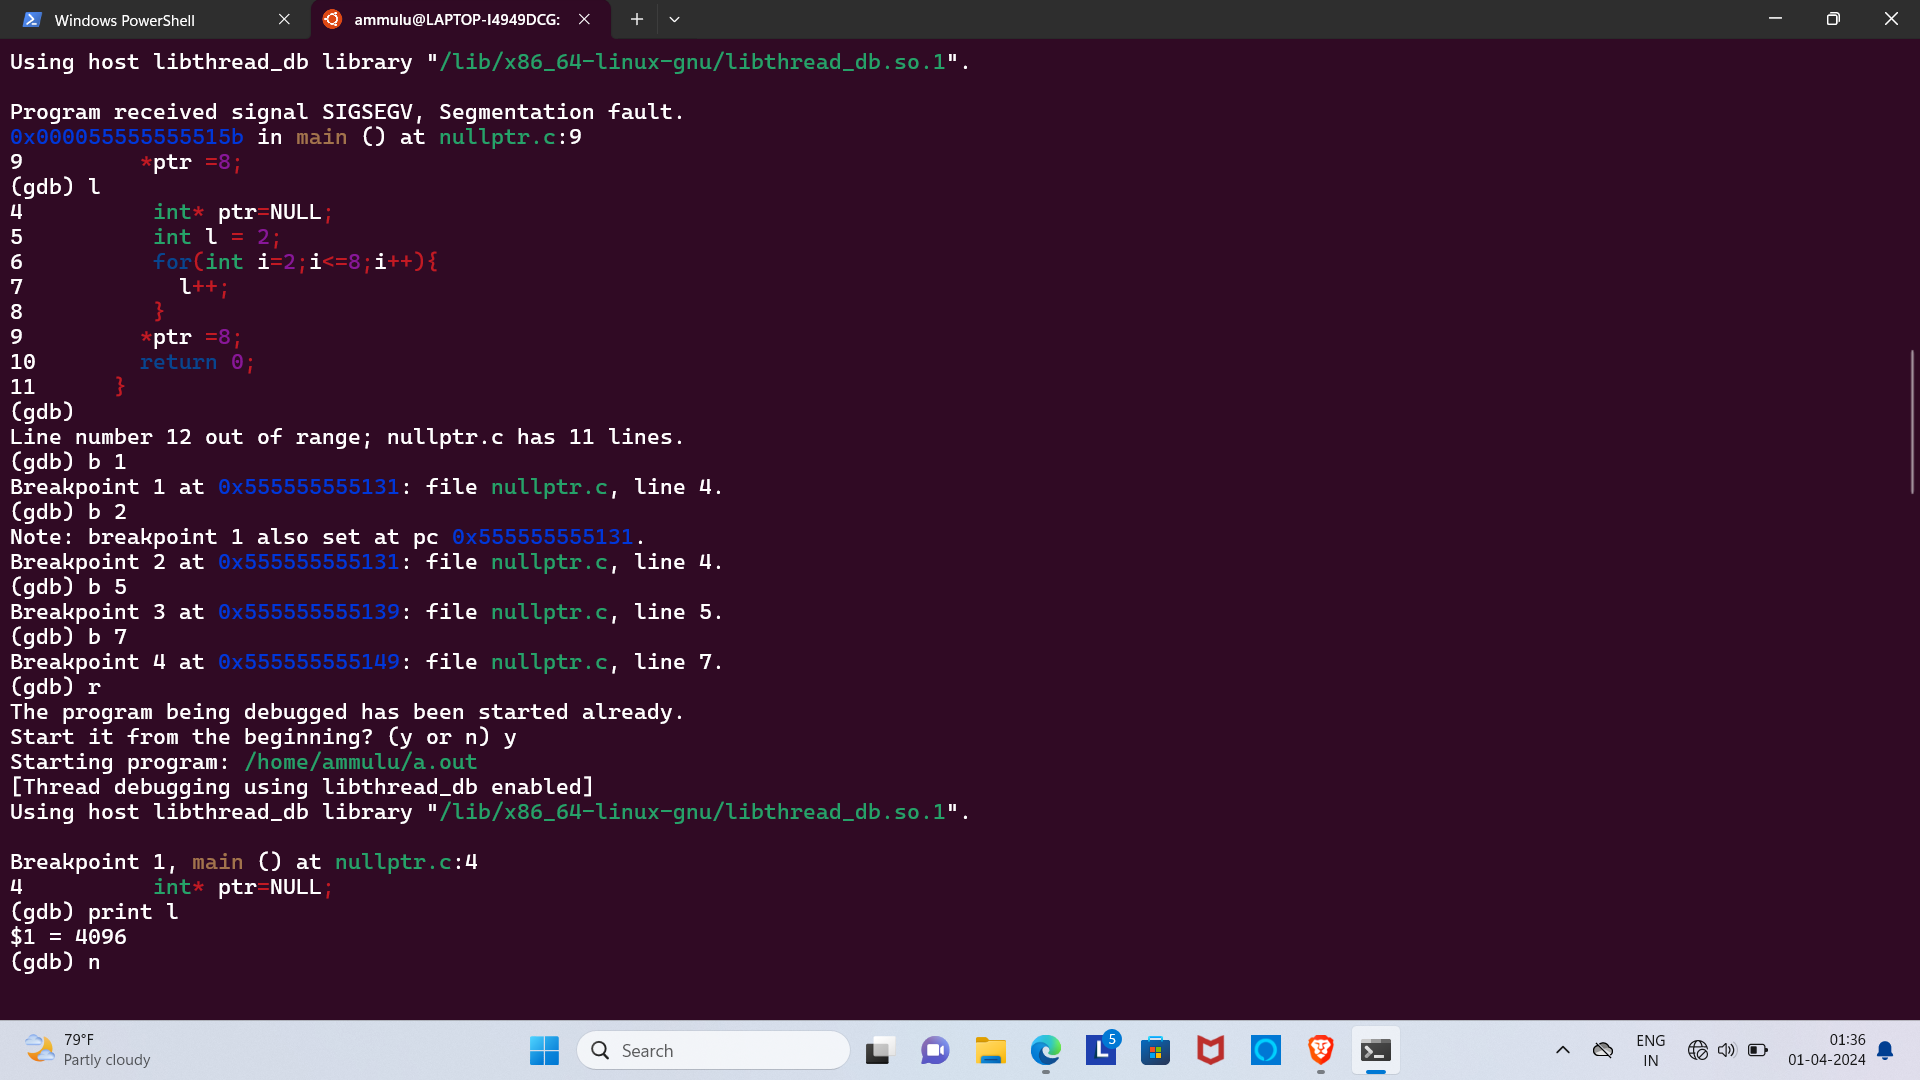 Windows PowerShell
ammulu@LAPTOP-I4949DCG:
Using host libthread_db library "/lib/x86_64-linux-gnu/libthread_db.so.1".
Program received signal SIGSEGV, Segmentation fault.
0x000055555555515b in main () at nullptr.c:9
9 *ptr =8;
(gdb) l
4 int* ptr=NULL;
5 int l = 2;
6 for(int i=2;i<=8;i++){
7 l++;
8 }
9 *ptr =8;
10 return 0;
11 }
(gdb)
Line number 12 out of range; nullptr.c has 11 lines.
(gdb) b 1
Breakpoint 1 at 0x555555555131: file nullptr.c, line 4.
(gdb) b 2
Note: breakpoint 1 also set at pc 0x555555555131.
Breakpoint 2 at 0x555555555131: file nullptr.c, line 4.
(gdb) b 5
Breakpoint 3 at 0x555555555139: file nullptr.c, line 5.
(gdb) b 7
Breakpoint 4 at 0x555555555149: file nullptr.c, line 7.
(gdb) r
The program being debugged has been started already.
Start it from the beginning? (y or n) y
Starting program: /home/ammulu/a.out
[Thread debugging using libthread_db enabled]
Using host libthread_db library "/lib/x86_64-linux-gnu/libthread_db.so.1".
Breakpoint 1, main () at nullptr.c:4
4 int* ptr=NULL;
(gdb) print l
$1 = 4096
(gdb) n
79°F
Partly cloudy
Search
L
5
ENG
IN
01:36
01-04-2024